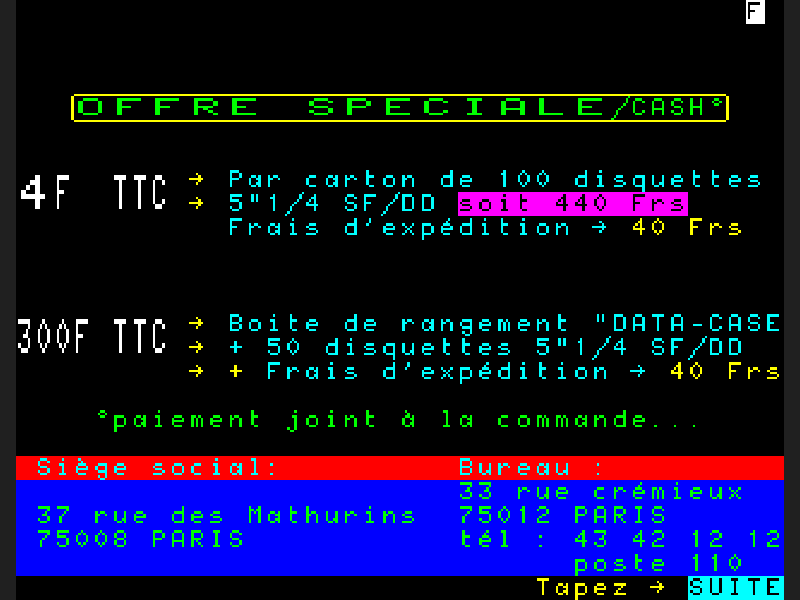 F
OFFRE SPECIALE/CASH°
4F TTC → Par carton de 100 disquettes
→ 5"1/4 SF/DD soit 440 Frs
Frais d'expédition → 40 Frs
300F TTC → Boite de rangement "DATA-CASE
→ + 50 disquettes 5"1/4 SF/DD
→ + Frais d'expédition → 40 Frs
°paiement joint à la commande...
Siège social: Bureau :
33 rue crémieux
37 rue des Mathurins 75012 PARIS
75008 PARIS tél : 43 42 12 12
poste 110
Tapez → SUITE